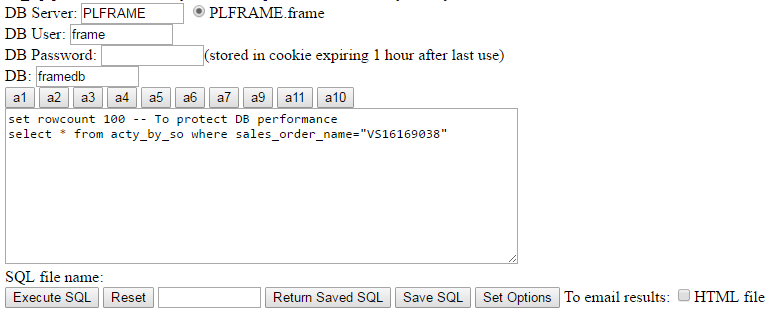 DB Server: PLFRAME PLFRAME.frame
DB User: frame
DB Password: (stored in cookie expiring 1 hour after last use)
DB: framedb
a1 a2 a3 a4 a5 a6 a7 a9 a11 a10
set rowcount 100 -- To protect DB performance
select * from acty_by_so where sales_order_name="VS16169038"
SQL file name:
Execute SQL Reset Return Saved SQL Save SQL Set Options To email results: HTML file